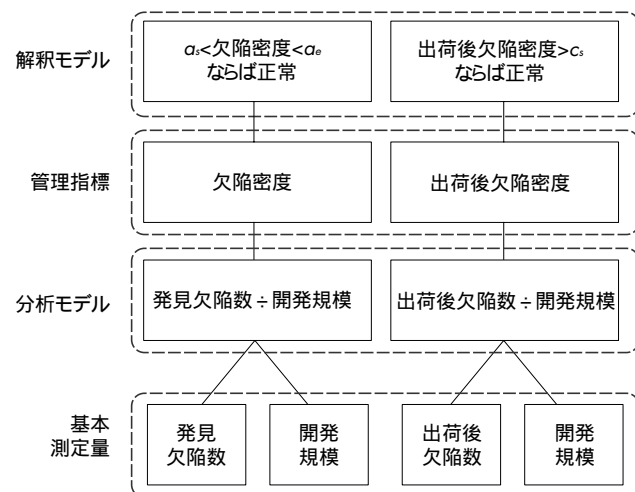 解釈モデル
as<欠陥密度<ae
ならば正常
出荷後欠陥密度>cs
ならば正常
管理指標
欠陥密度
出荷後欠陥密度
分析モデル
発見欠陥数÷開発規模
出荷後欠陥数÷開発規模
基本
測定量
発見
欠陥数
開発
規模
出荷後
欠陥数
開発
規模